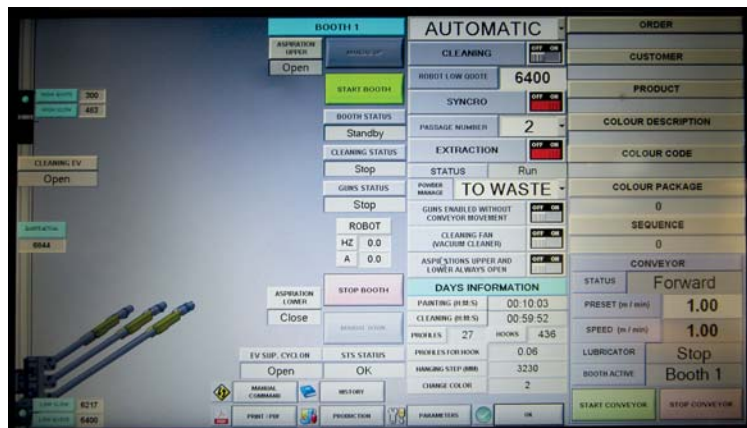 BOOTH 1
ASPIRATION
UPPER
Open
START BOOTH
BOOTH STATUS
Standby
CLEANING STATUS
Stop
GUNS STATUS
Stop
ROBOT
HZ 0.0
A 0.0
ASPIRATION
LOWER
Close
STOP BOOTH
EV SUP. CYCLON
Open
STS STATUS
OK
MANUAL
COMMAND
HISTORY
PRINT / PDF
PRODUCTION
PARAMETERS
OK
300
463
CLEANING EV
Open
6044
6217
6400
AUTOMATIC
CLEANING OFF ON
ROBOT LOW QUOTE 6400
SYNCRO OFF ON
PASSAGE NUMBER 2
EXTRACTION OFF ON
STATUS Run
POWDER
MANAGE
TO WASTE
GUNS ENABLED WITHOUT
CONVEYOR MOVEMENT
OFF ON
CLEANING FAN
(VACUUM CLEANER)
OFF ON
ASPIRSTIONS UPPER AND
LOWER ALWAYS OPEN
OFF ON
DAYS INFORMATION
PAINTING (H:M:S) 00:10:03
CLEANING (H:M:S) 00:59:52
PROFILES 27 HOOKS 436
PROFILES FOR HOOK 0.06
HANGING STEP (MM) 3230
CHANGE COLOR 2
ORDER
CUSTOMER
PRODUCT
COLOUR DESCRIPTION
COLOUR CODE
COLOUR PACKAGE
0
SEQUENCE
0
CONVEYOR
STATUS Forward
PRESET (m / min) 1.00
SPEED (m / min) 1.00
LUBRICATOR Stop
BOOTH ACTIVE Booth 1
START CONVEYOR
STOP CONVEYOR